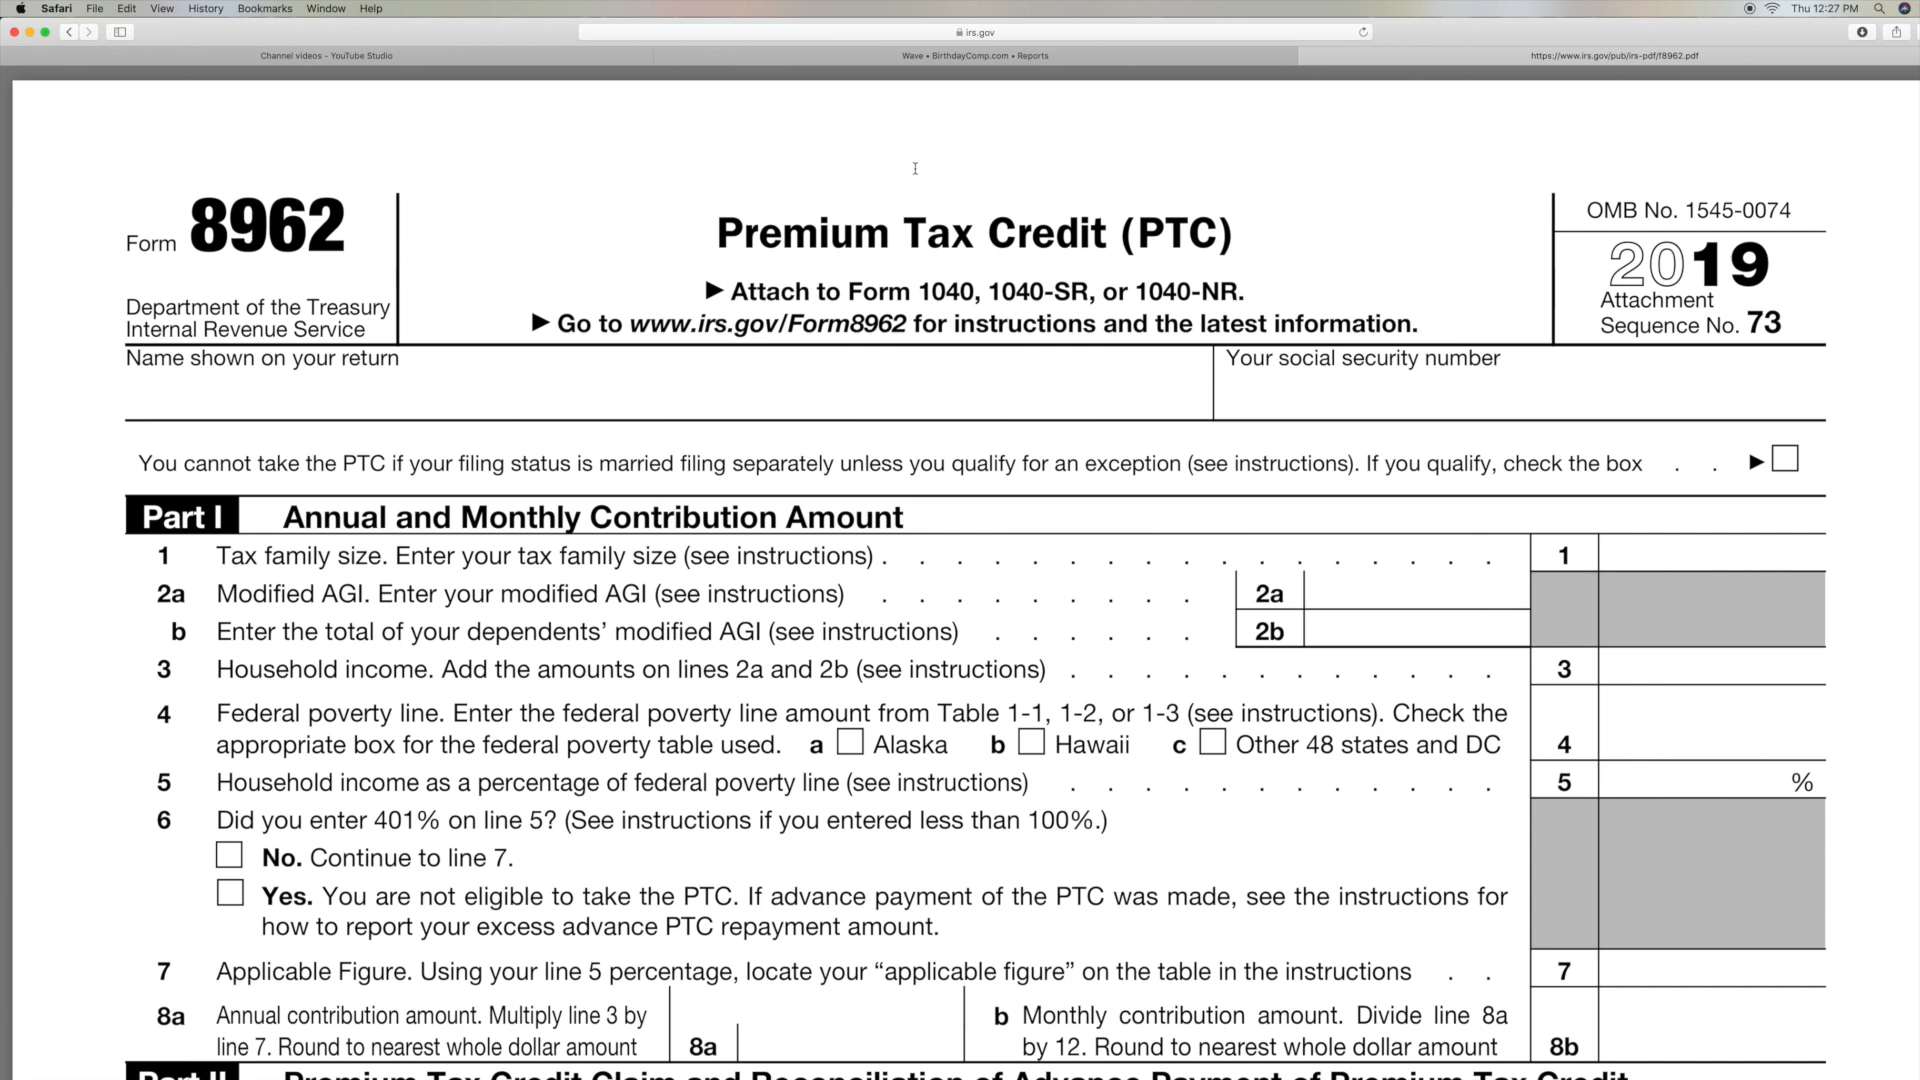 Safari File Edit View History Bookmarks Window Help Thu 12:27 PM
irs.gov
Channel videos - YouTube Studio Wave • BirthdayComp.com • Reports https://www.irs.gov/pub/irs-pdf/f8962.pdf
Form 8962
Department of the Treasury
Internal Revenue Service
Premium Tax Credit (PTC)
▶ Attach to Form 1040, 1040-SR, or 1040-NR.
▶ Go to www.irs.gov/Form8962 for instructions and the latest information.
OMB No. 1545-0074
2019
Attachment
Sequence No. 73
Name shown on your return
Your social security number
You cannot take the PTC if your filing status is married filing separately unless you qualify for an exception (see instructions). If you qualify, check the box . . ▶
Part I Annual and Monthly Contribution Amount
1 Tax family size. Enter your tax family size (see instructions) . . . . . . . . . . . . . . . . . 1
2a Modified AGI. Enter your modified AGI (see instructions) . . . . . . . . . 2a
b Enter the total of your dependents’ modified AGI (see instructions) . . . . . . 2b
3 Household income. Add the amounts on lines 2a and 2b (see instructions) . . . . . . . . . . . . 3
4 Federal poverty line. Enter the federal poverty line amount from Table 1-1, 1-2, or 1-3 (see instructions). Check the
appropriate box for the federal poverty table used. a Alaska b Hawaii c Other 48 states and DC 4
5 Household income as a percentage of federal poverty line (see instructions) . . . . . . . . . . . . 5 %
6 Did you enter 401% on line 5? (See instructions if you entered less than 100%.)
No. Continue to line 7.
Yes. You are not eligible to take the PTC. If advance payment of the PTC was made, see the instructions for
how to report your excess advance PTC repayment amount.
7 Applicable Figure. Using your line 5 percentage, locate your “applicable figure” on the table in the instructions . . 7
8a Annual contribution amount. Multiply line 3 by
line 7. Round to nearest whole dollar amount 8a
b Monthly contribution amount. Divide line 8a
by 12. Round to nearest whole dollar amount 8b
Part II Premium Tax Credit Claim and Reconciliation of Advance Payment of Premium Tax Credit